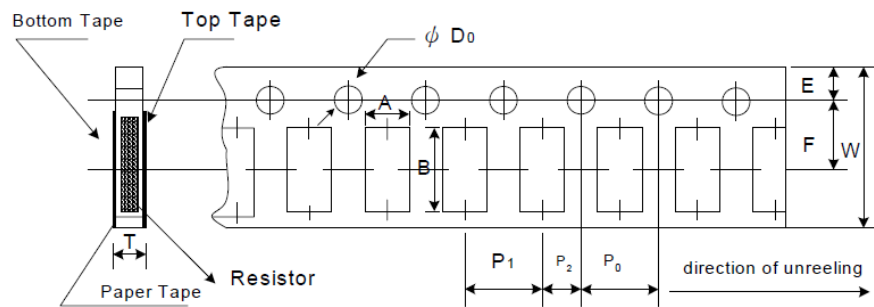 Bottom Tape
Top Tape
ϕ D0
E
A
F
W
B
T
P1
P2
P0
direction of unreeling
Resistor
Paper Tape